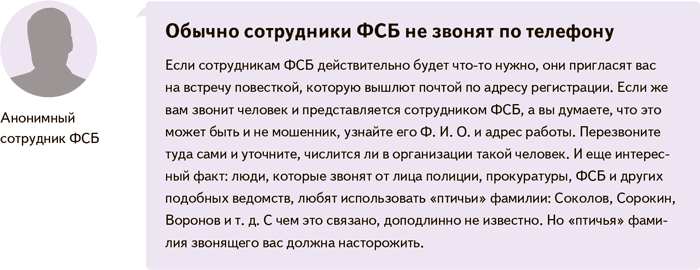 Обычно сотрудники ФСБ не звонят по телефону
Если сотрудникам ФСБ действительно будет что-то нужно, они пригласят вас
на встречу повесткой, которую вышлют почтой по адресу регистрации. Если же
вам звонит человек и представляется сотрудником ФСБ, а вы думаете, что это
может быть и не мошенник, узнайте его Ф. И. О. и адрес работы. Перезвоните
туда сами и уточните, числится ли в организации такой человек. И еще интерес-
ный факт: люди, которые звонят от лица полиции, прокуратуры, ФСБ и других
подобных ведомств, любят использовать «птичьи» фамилии: Соколов, Сорокин,
Воронов и т. д. С чем это связано, доподлинно не известно. Но «птичья» фами-
лия звонящего вас должна насторожить.
Анонимный
сотрудник ФСБ